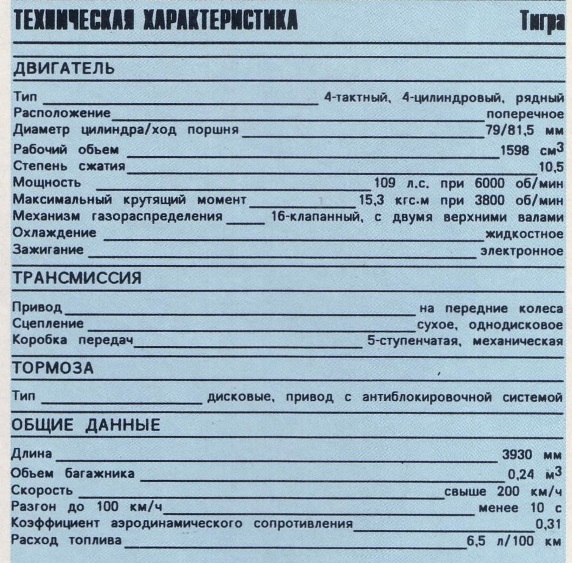 ТЕХНИЧЕСКАЯ ХАРАКТЕРИСТИКА Тигра
ДВИГАТЕЛЬ
Тип 4-тактный, 4-цилиндровый, рядный
Расположение поперечное
Диаметр цилиндра/ход поршня 79/81,5 мм
Рабочий объем 1598 см3
Степень сжатия 10,5
Мощность 109 л.с. при 6000 об/мин
Максимальный крутящий момент 15,3 кгс.м при 3800 об/мин
Механизм газораспределения 16-клапанный, с двумя верхними валами
Охлаждение жидкостное
Зажигание электронное
ТРАНСМИССИЯ
Привод на передние колеса
Сцепление сухое, однодисковое
Коробка передач 5-ступенчатая, механическая
ТОРМОЗА
Тип дисковые, привод с антиблокировочной системой
ОБЩИЕ ДАННЫЕ
Длина 3930 мм
Объем багажника 0,24 м3
Скорость свыше 200 км/ч
Разгон до 100 км/ч менее 10 с
Коэффициент аэродинамического сопротивления 0,31
Расход топлива 6,5 л/100 км